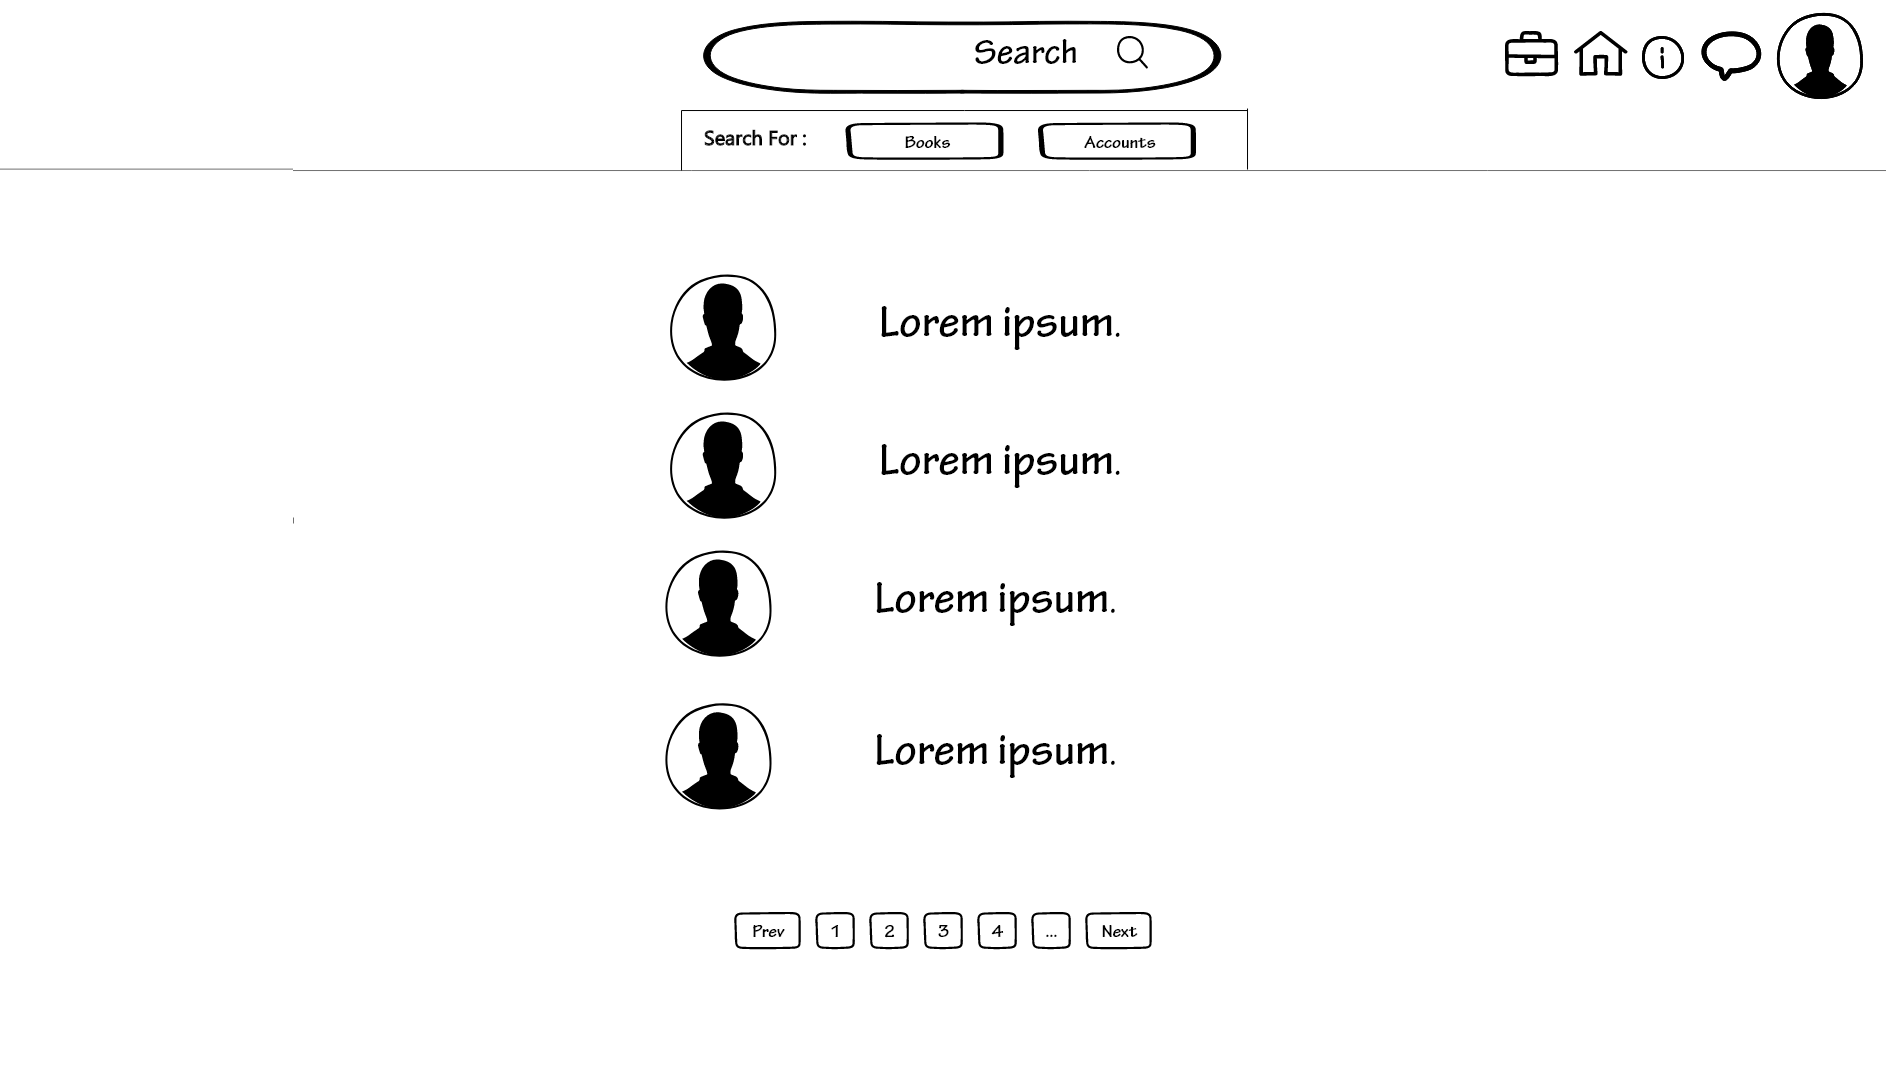 Search
Search For :
Books
Accounts
Lorem ipsum.
Lorem ipsum.
Lorem ipsum.
Lorem ipsum.
Prev 1 2 3 4 ... Next